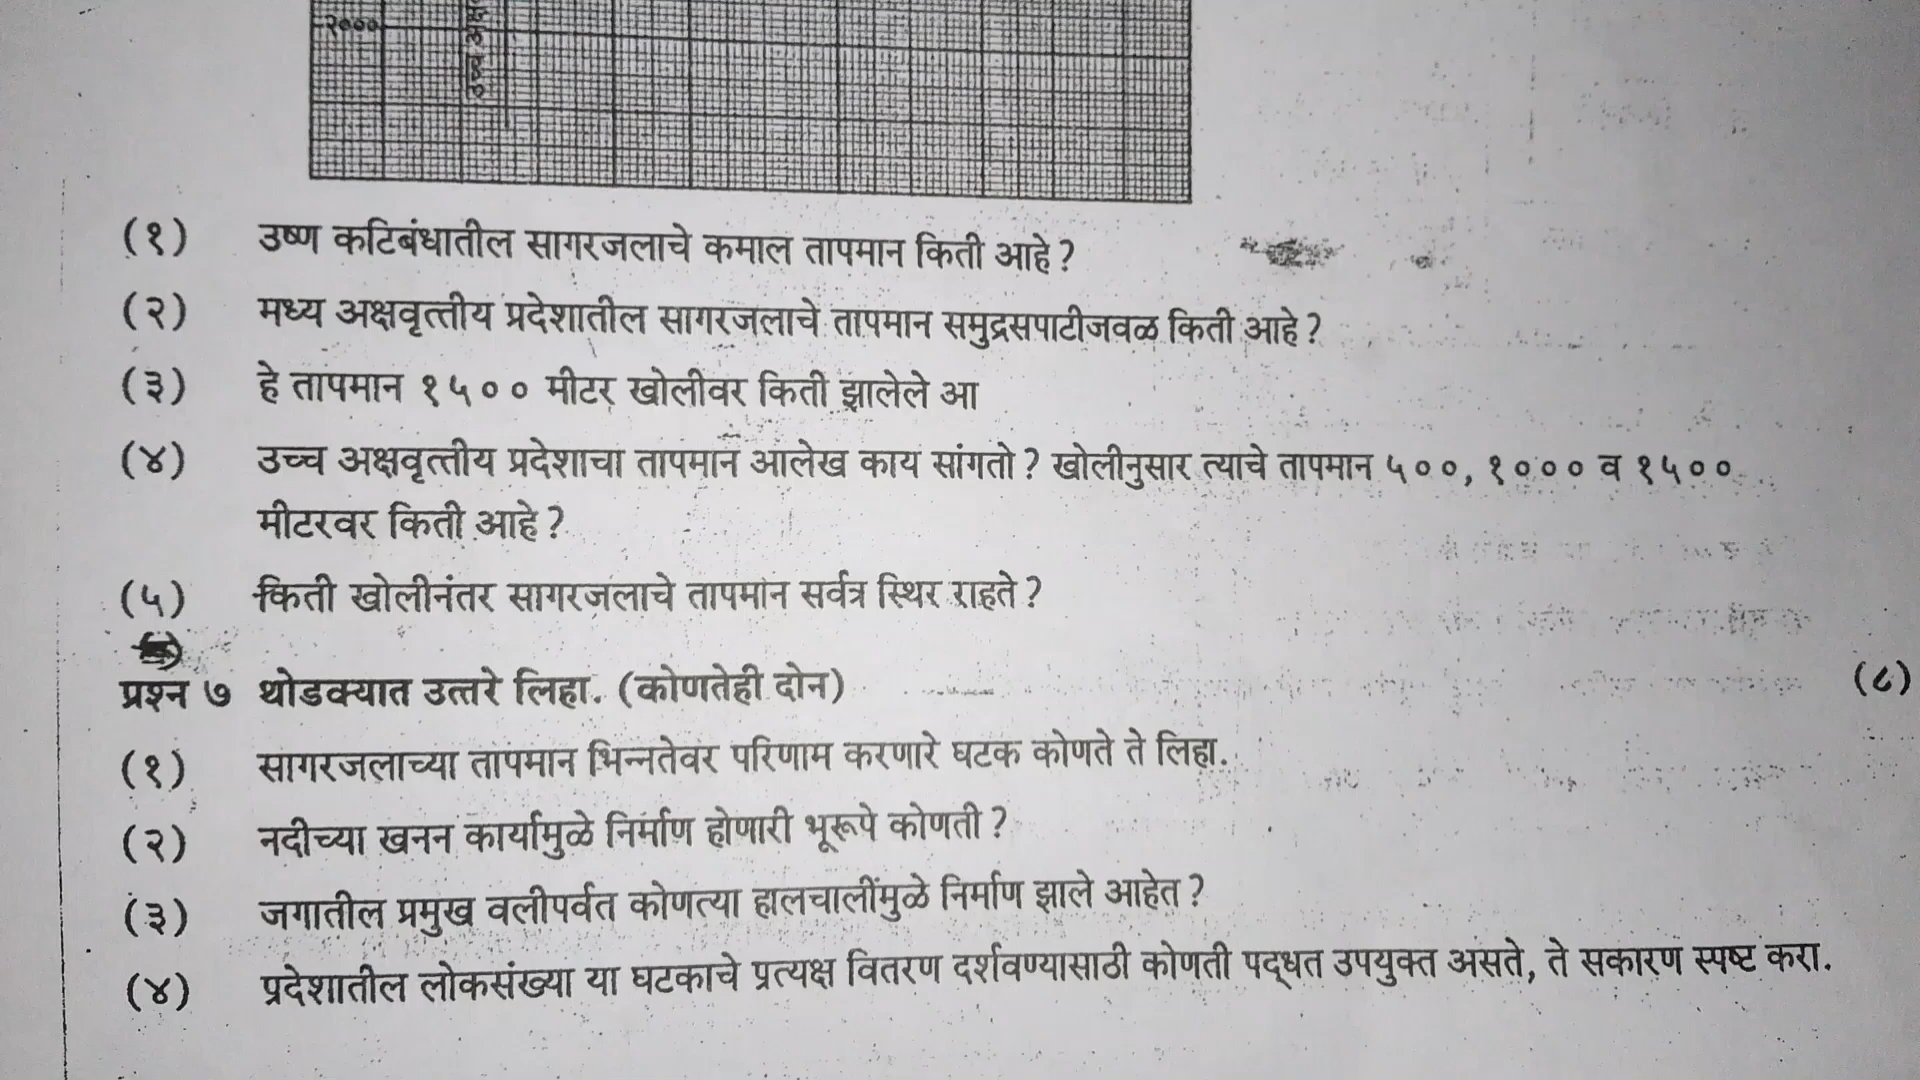 २०००
उच्च अक्ष
(१) उष्ण कटिबंधातील सागरजलाचे कमाल तापमान किती आहे?
(२) मध्य अक्षवृत्तीय प्रदेशातील सागरजलाचे तापमान समुद्रसपाटीजवळ किती आहे?
(३) हे तापमान १५०० मीटर खोलीवर किती झालेले आ
(४) उच्च अक्षवृत्तीय प्रदेशाचा तापमान आलेख काय सांगतो? खोलीनुसार त्याचे तापमान ५००, १००० व १५००
मीटरवर किती आहे?
(५) किती खोलीनंतर सागरजलाचे तापमान सर्वत्र स्थिर राहते?
प्रश्न ७ थोडक्यात उत्तरे लिहा. (कोणतेही दोन) (८)
(१) सागरजलाच्या तापमान भिन्नतेवर परिणाम करणारे घटक कोणते ते लिहा.
(२) नदीच्या खनन कार्यामुळे निर्माण होणारी भूरूपे कोणती?
(३) जगातील प्रमुख वलीपर्वत कोणत्या हालचालींमुळे निर्माण झाले आहेत?
(४) प्रदेशातील लोकसंख्या या घटकाचे प्रत्यक्ष वितरण दर्शवण्यासाठी कोणती पद्धत उपयुक्त असते, ते सकारण स्पष्ट करा.